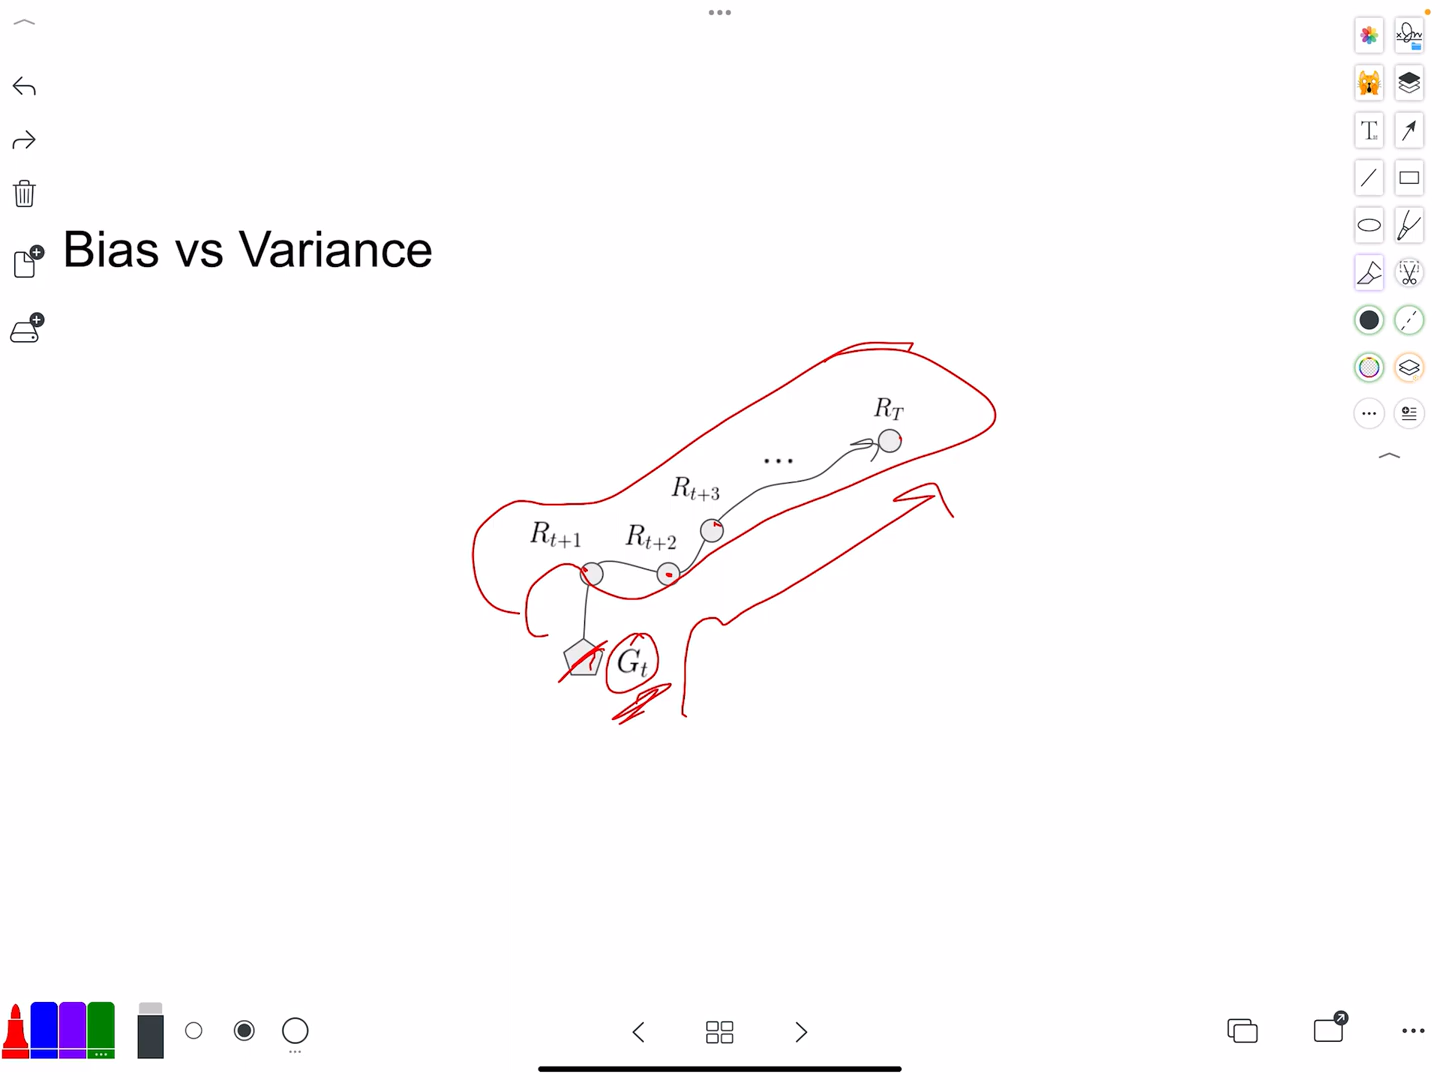 Bias vs Variance
R_T
...
R_{t+3}
R_{t+1} R_{t+2}
G_t